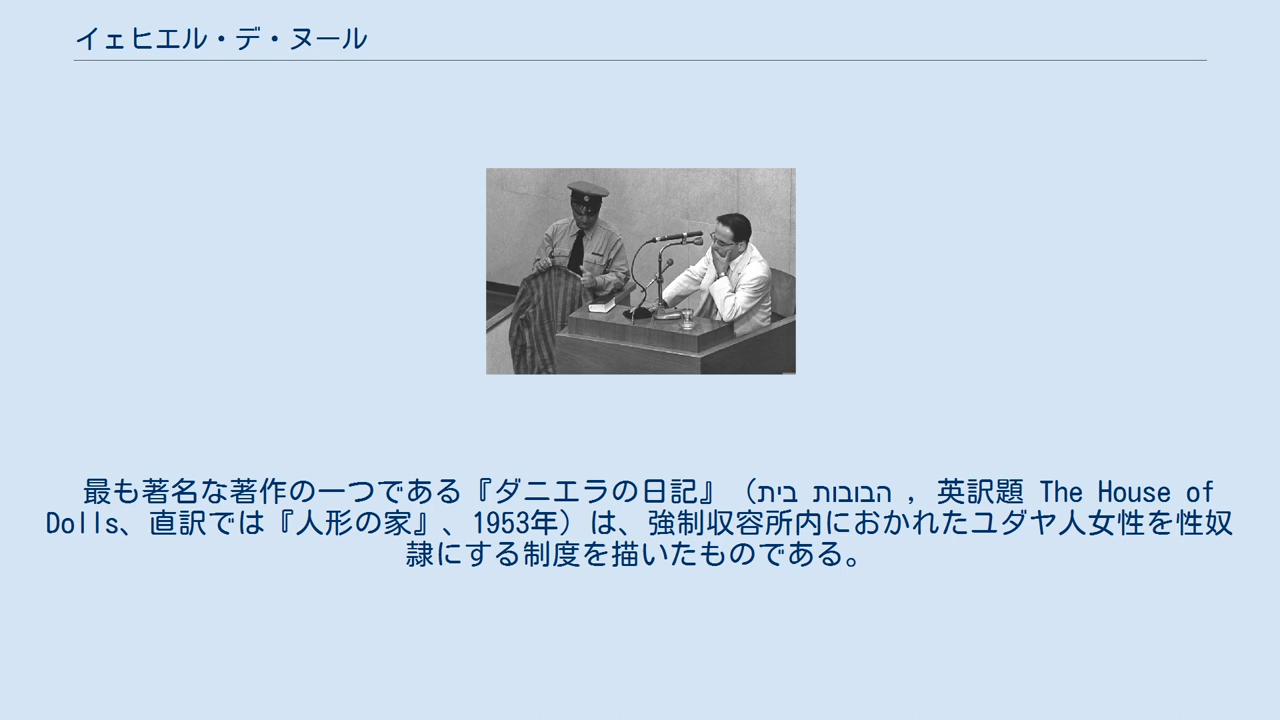 イェヒエル・デ・ヌール
最も著名な著作の一つである『ダニエラの日記』（בית הבובות , 英訳題 The House of
Dolls、直訳では『人形の家』、1953年）は、強制収容所内におかれたユダヤ人女性を性奴
隷にする制度を描いたものである。